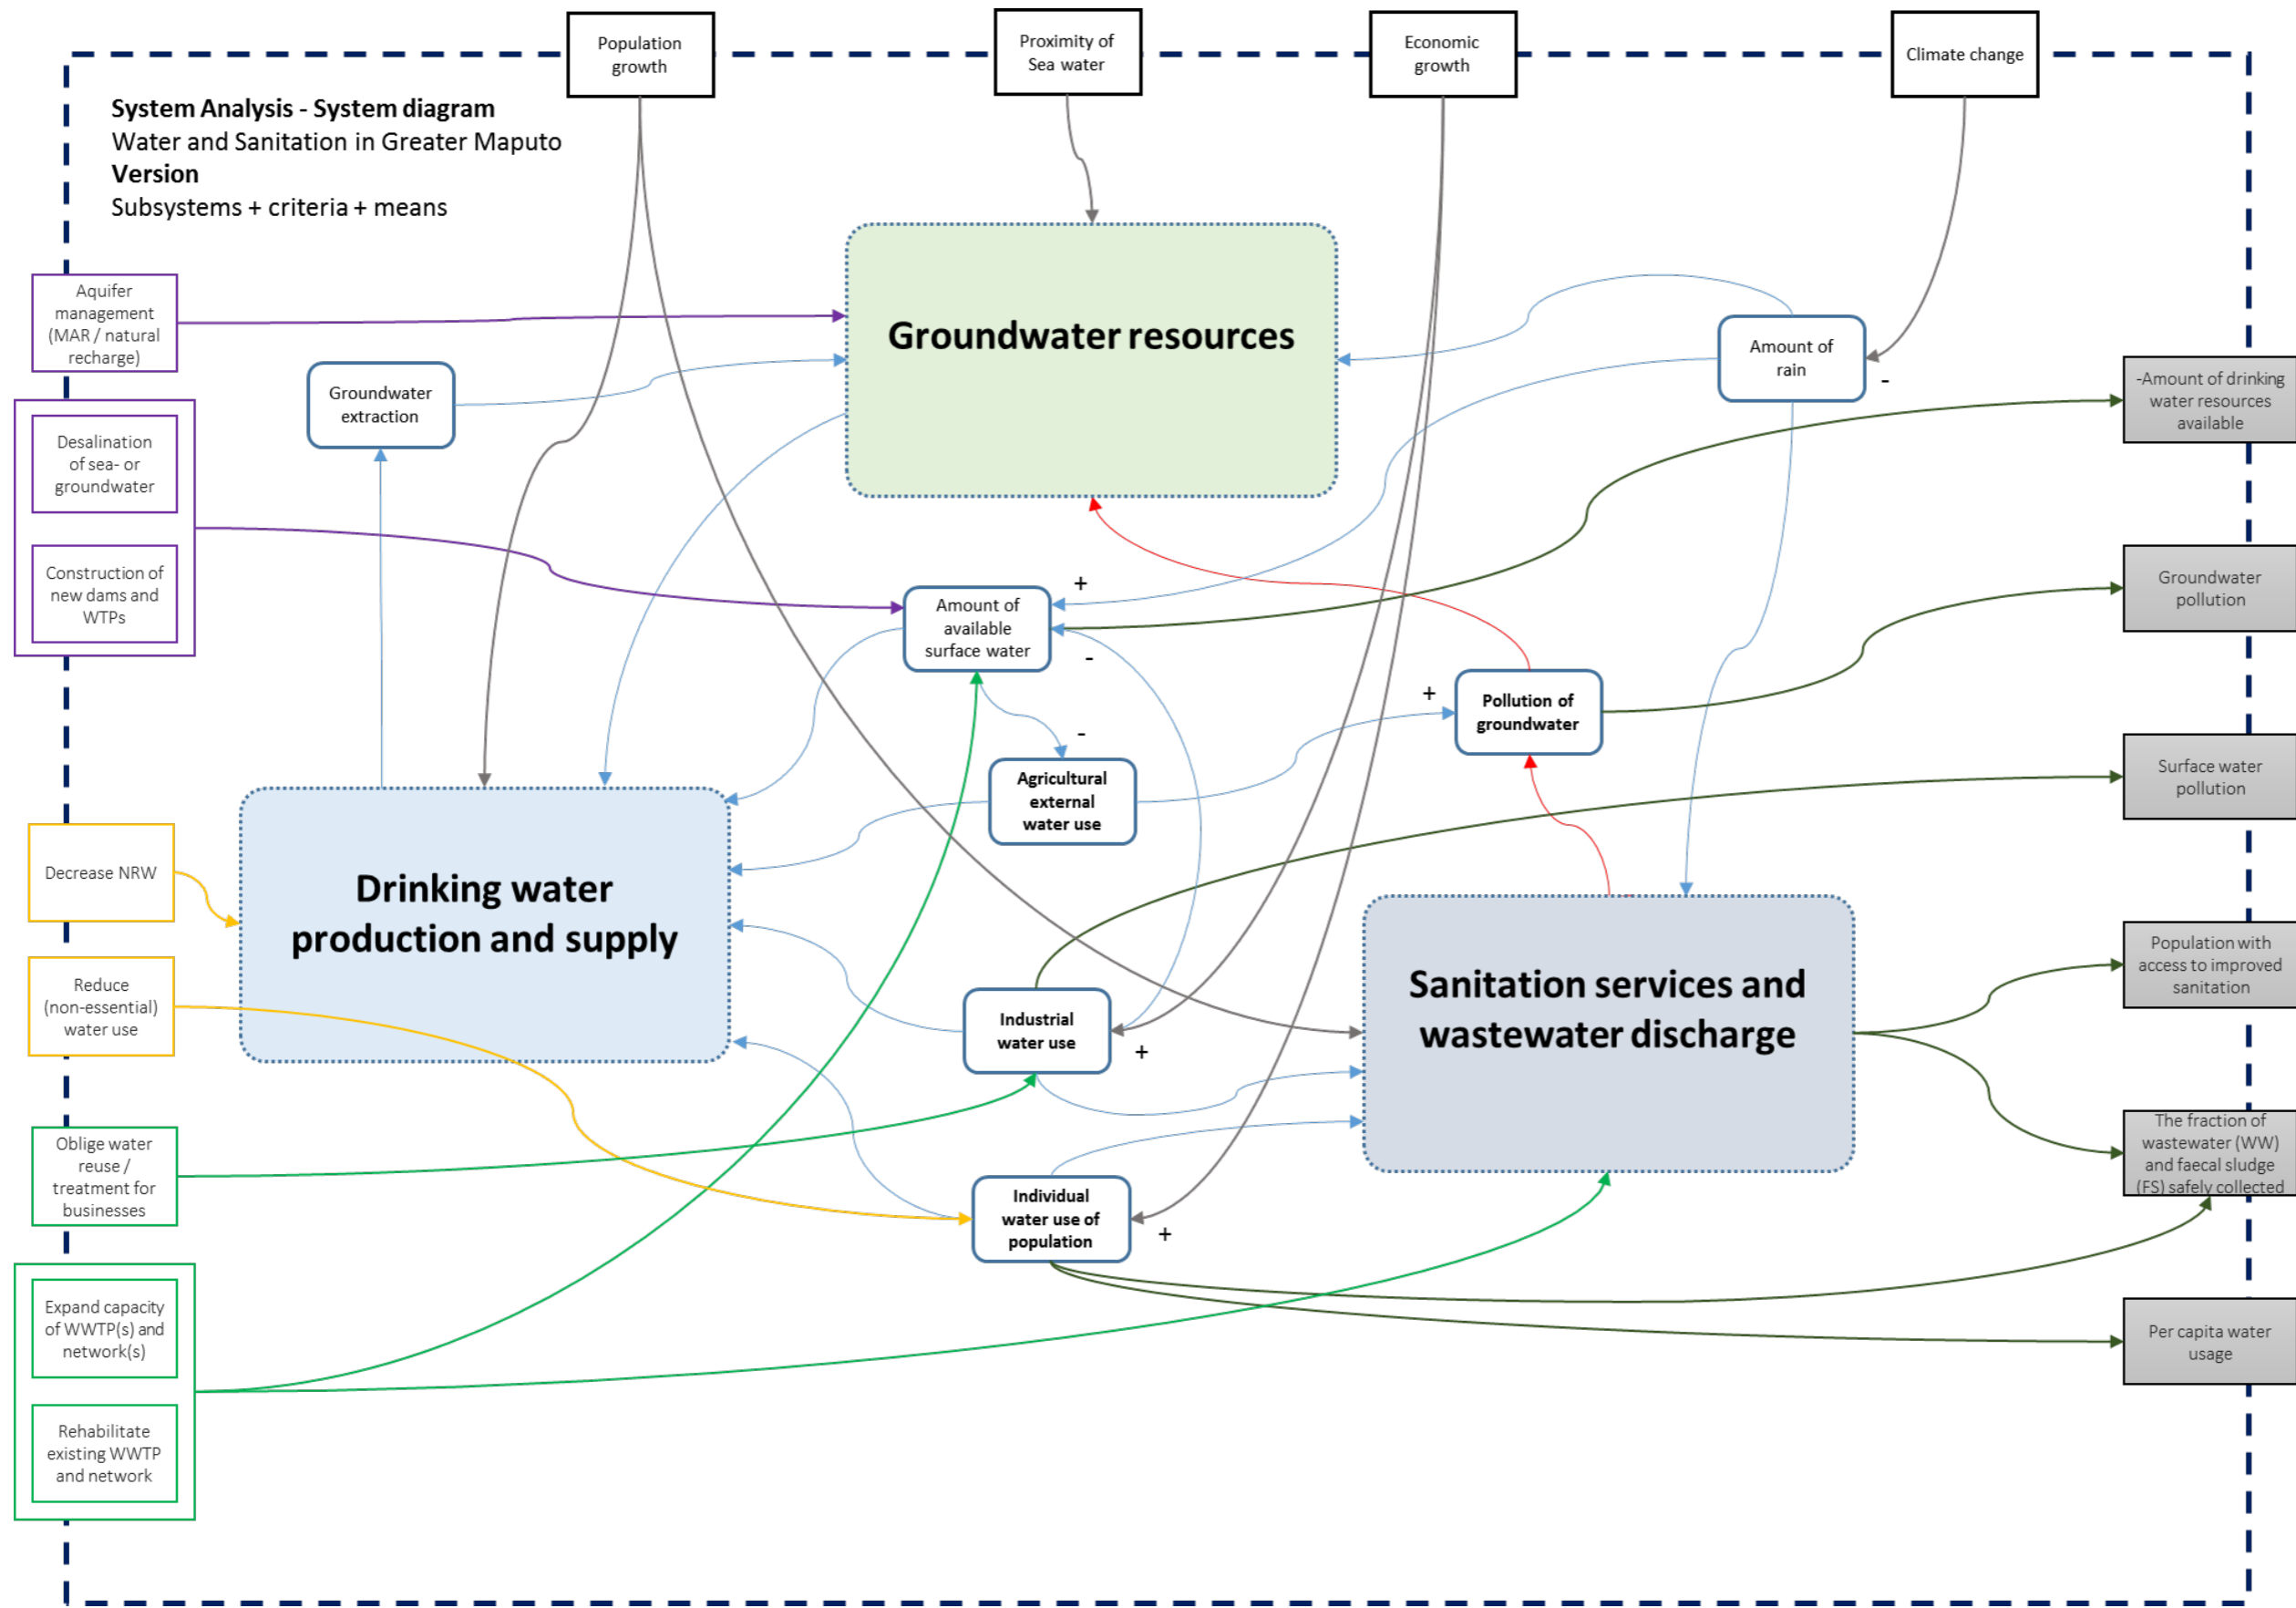 Population
growth
Proximity of
Sea water
Economic
growth
Climate change
System Analysis - System diagram
Water and Sanitation in Greater Maputo
Version
Subsystems + criteria + means
Aquifer
management
(MAR / natural
recharge)
Groundwater
extraction
Groundwater resources
Amount of
rain
-
-Amount of drinking
water resources
available
Desalination
of sea- or
groundwater
Construction of
new dams and
WTPs
Groundwater
pollution
+
Amount of
available
surface water
-
-
+
Pollution of
groundwater
Agricultural
external
water use
Surface water
pollution
Decrease NRW
Drinking water
production and supply
Reduce
(non-essential)
water use
Industrial
water use
+
Sanitation services and
wastewater discharge
Population with
access to improved
sanitation
Oblige water
reuse /
treatment for
businesses
Individual
water use of
population
+
The fraction of
wastewater (WW)
and faecal sludge
(FS) safely collected
Expand capacity
of WWTP(s) and
network(s)
Per capita water
usage
Rehabilitate
existing WWTP
and network